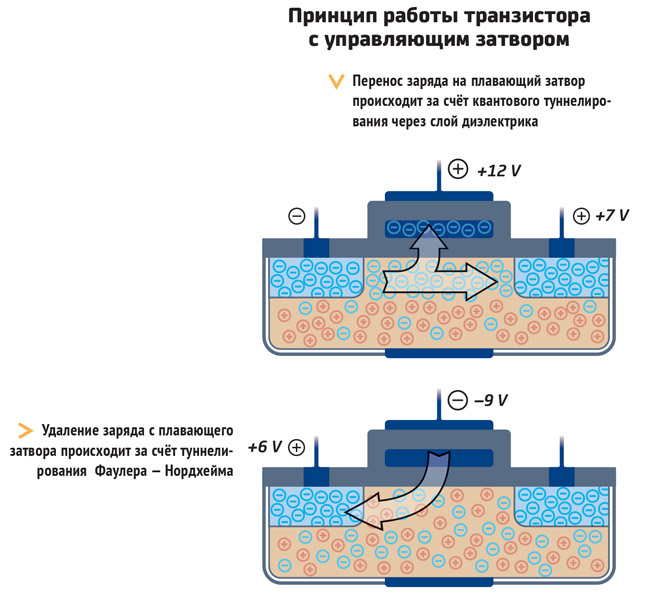 Принцип работы транзистора
с управляющим затвором
Перенос заряда на плавающий затвор
происходит за счёт квантового туннелиро-
вания через слой диэлектрика
+12 V
+7 V
–9 V
Удаление заряда с плавающего
затвора происходит за счёт туннели-
рования Фаулера – Нордхейма
+6 V